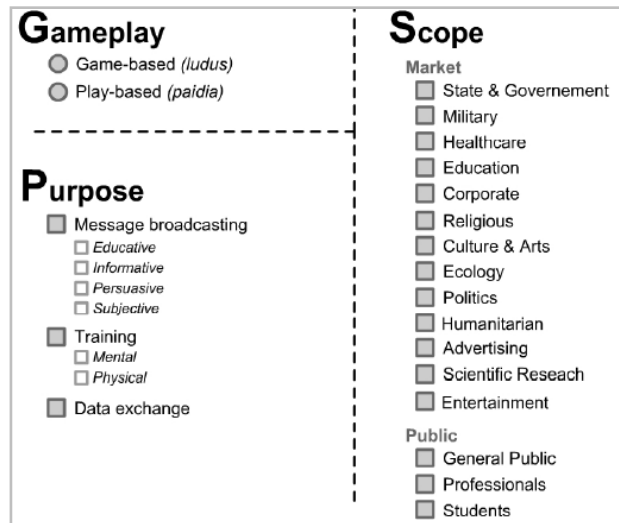 Gameplay
Game-based (ludus)
Play-based (paidia)
Purpose
Message broadcasting
Educative
Informative
Persuasive
Subjective
Training
Mental
Physical
Data exchange
Scope
Market
State & Governement
Military
Healthcare
Education
Corporate
Religious
Culture & Arts
Ecology
Politics
Humanitarian
Advertising
Scientific Reseach
Entertainment
Public
General Public
Professionals
Students